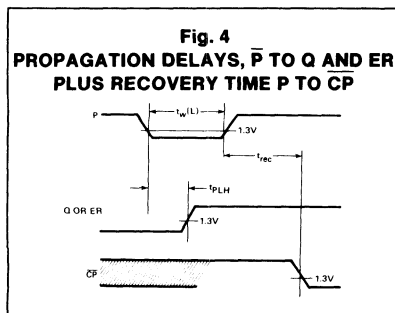 Fig. 4
PROPAGATION DELAYS, P̅ TO Q AND ER
PLUS RECOVERY TIME P TO C̅P̅
P
tw(L)
1.3V
trec
tPLH
Q OR ER
1.3V
C̅P̅
1.3V